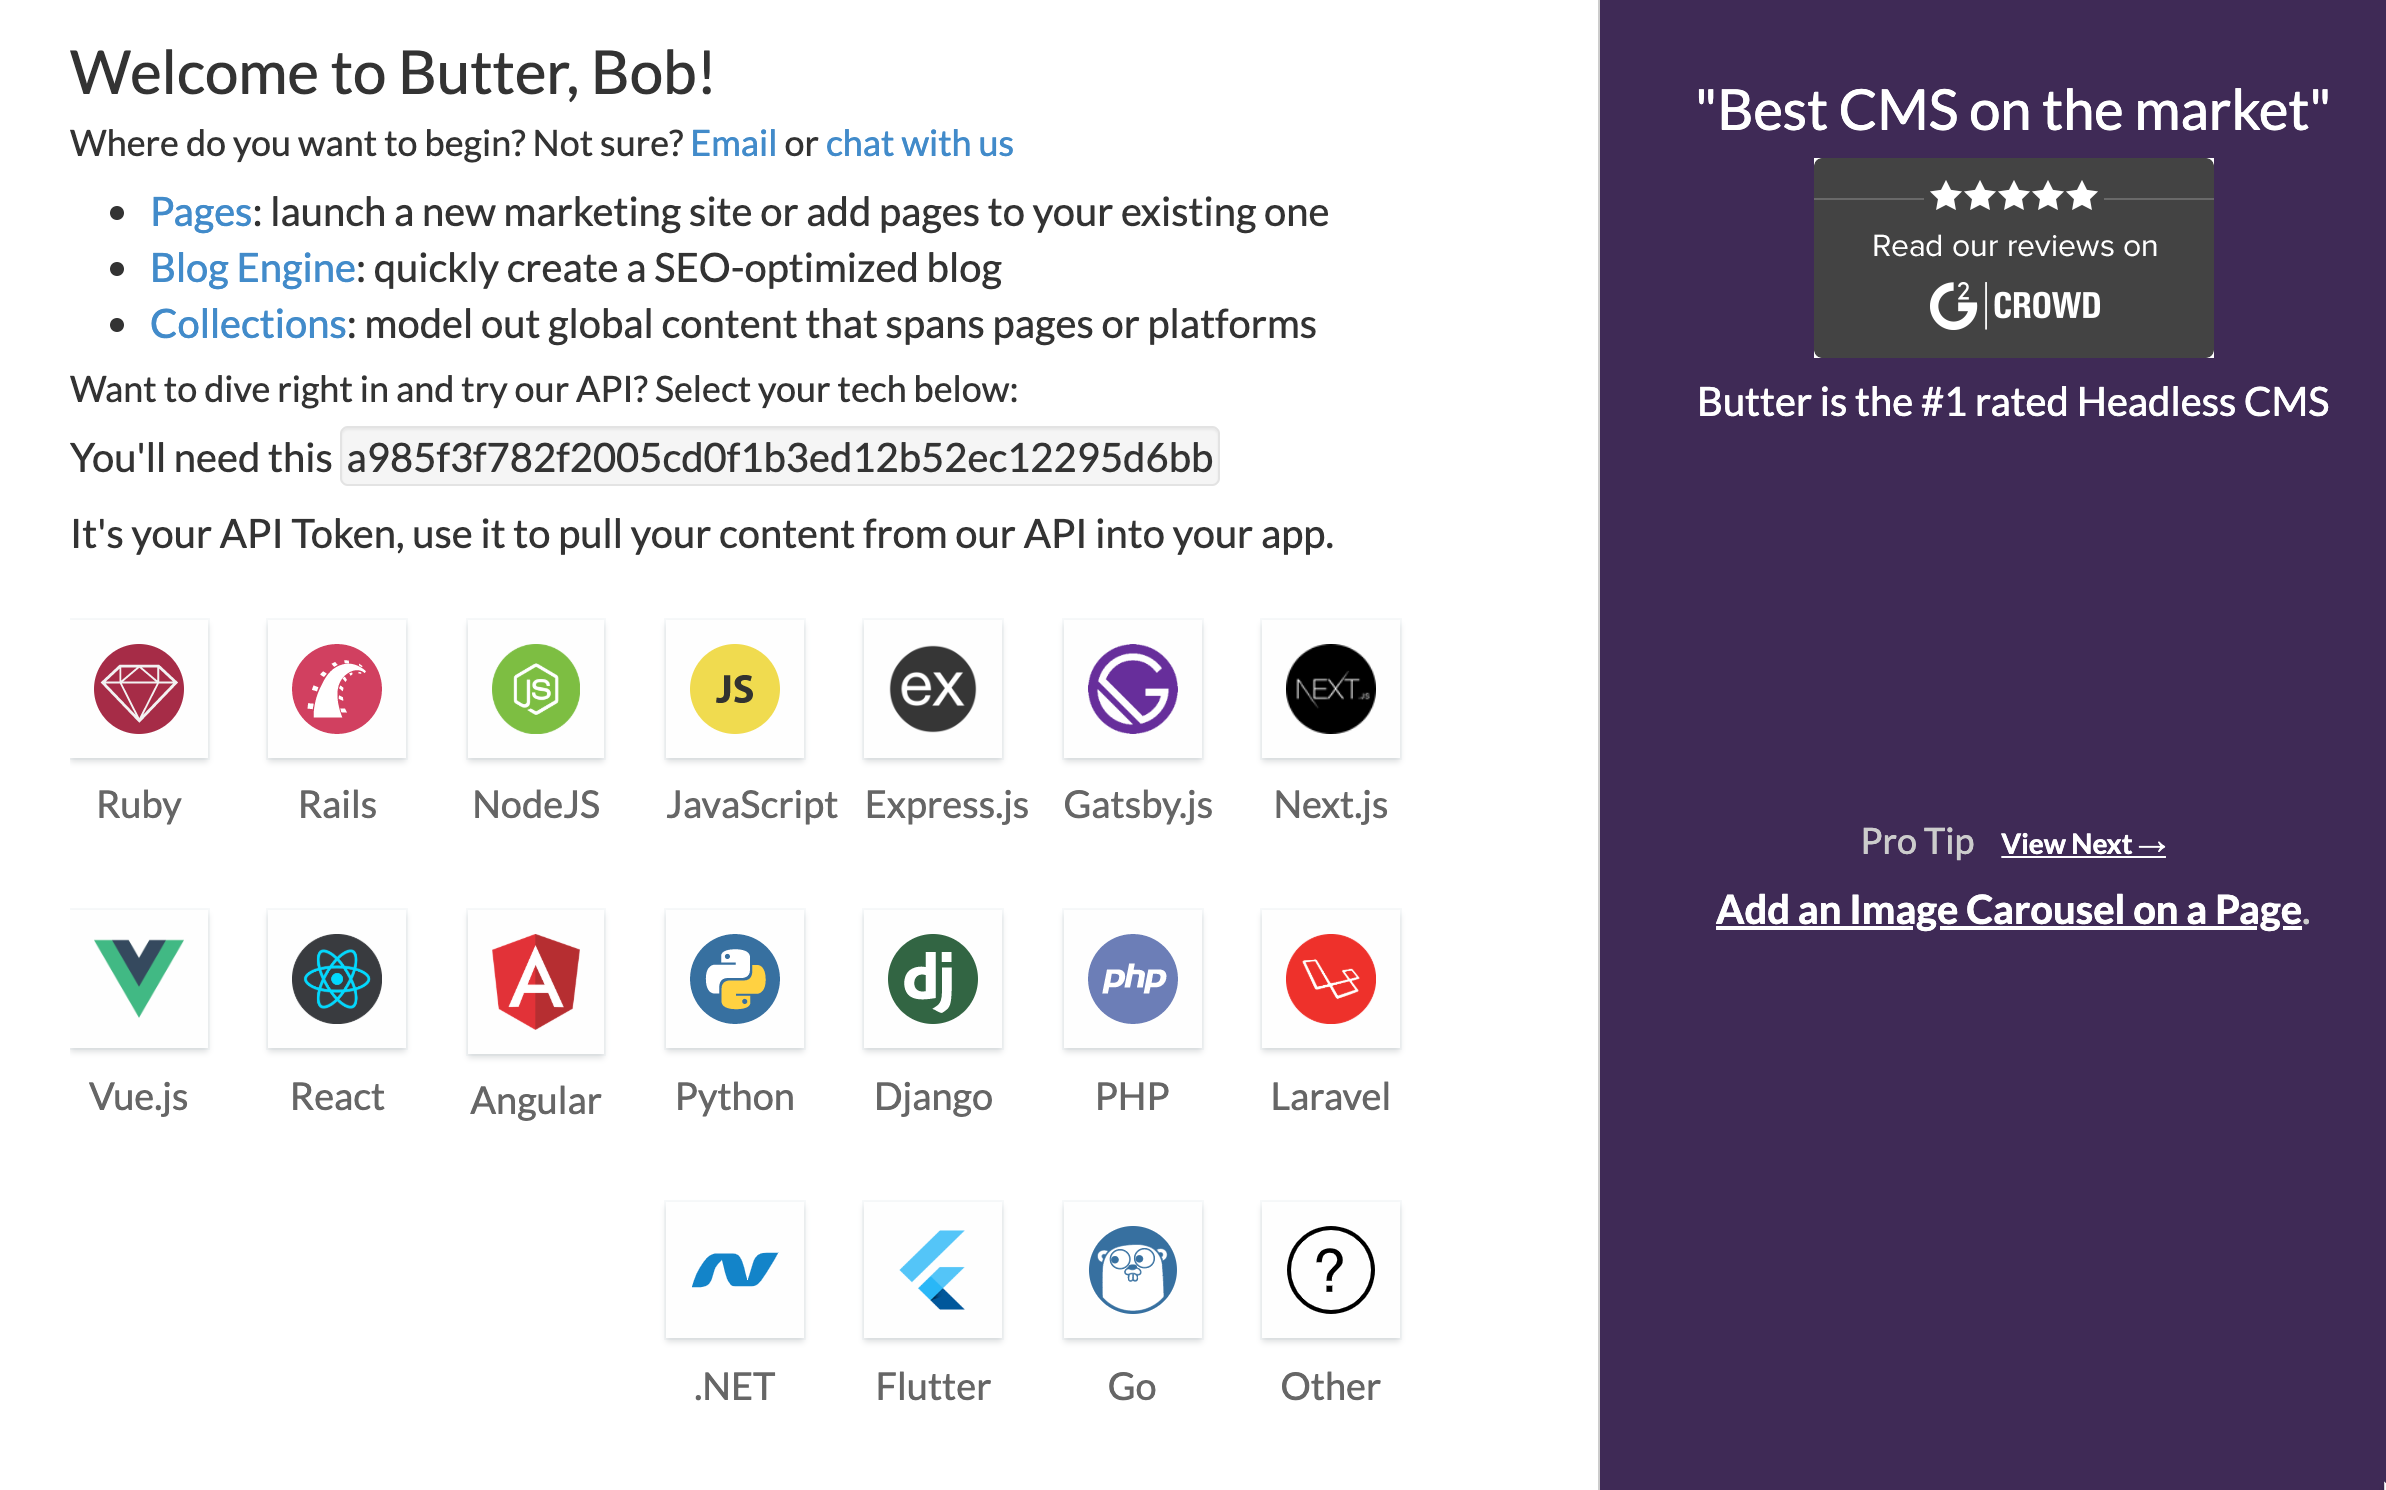 Welcome to Butter, Bob!
Where do you want to begin? Not sure? Email or chat with us
Pages: launch a new marketing site or add pages to your existing one
Blog Engine: quickly create a SEO-optimized blog
Collections: model out global content that spans pages or platforms
Want to dive right in and try our API? Select your tech below:
You'll need this a985f3f782f2005cd0f1b3ed12b52ec12295d6bb
It's your API Token, use it to pull your content from our API into your app.
JS JS ex NEXT.JS
Ruby Rails NodeJS JavaScript Express.js Gatsby.js Next.js
A dj php
Vue.js React Angular Python Django PHP Laravel
?
.NET Flutter Go Other
"Best CMS on the market"
Read our reviews on
G2 CROWD
Butter is the #1 rated Headless CMS
Pro Tip View Next →
Add an Image Carousel on a Page.